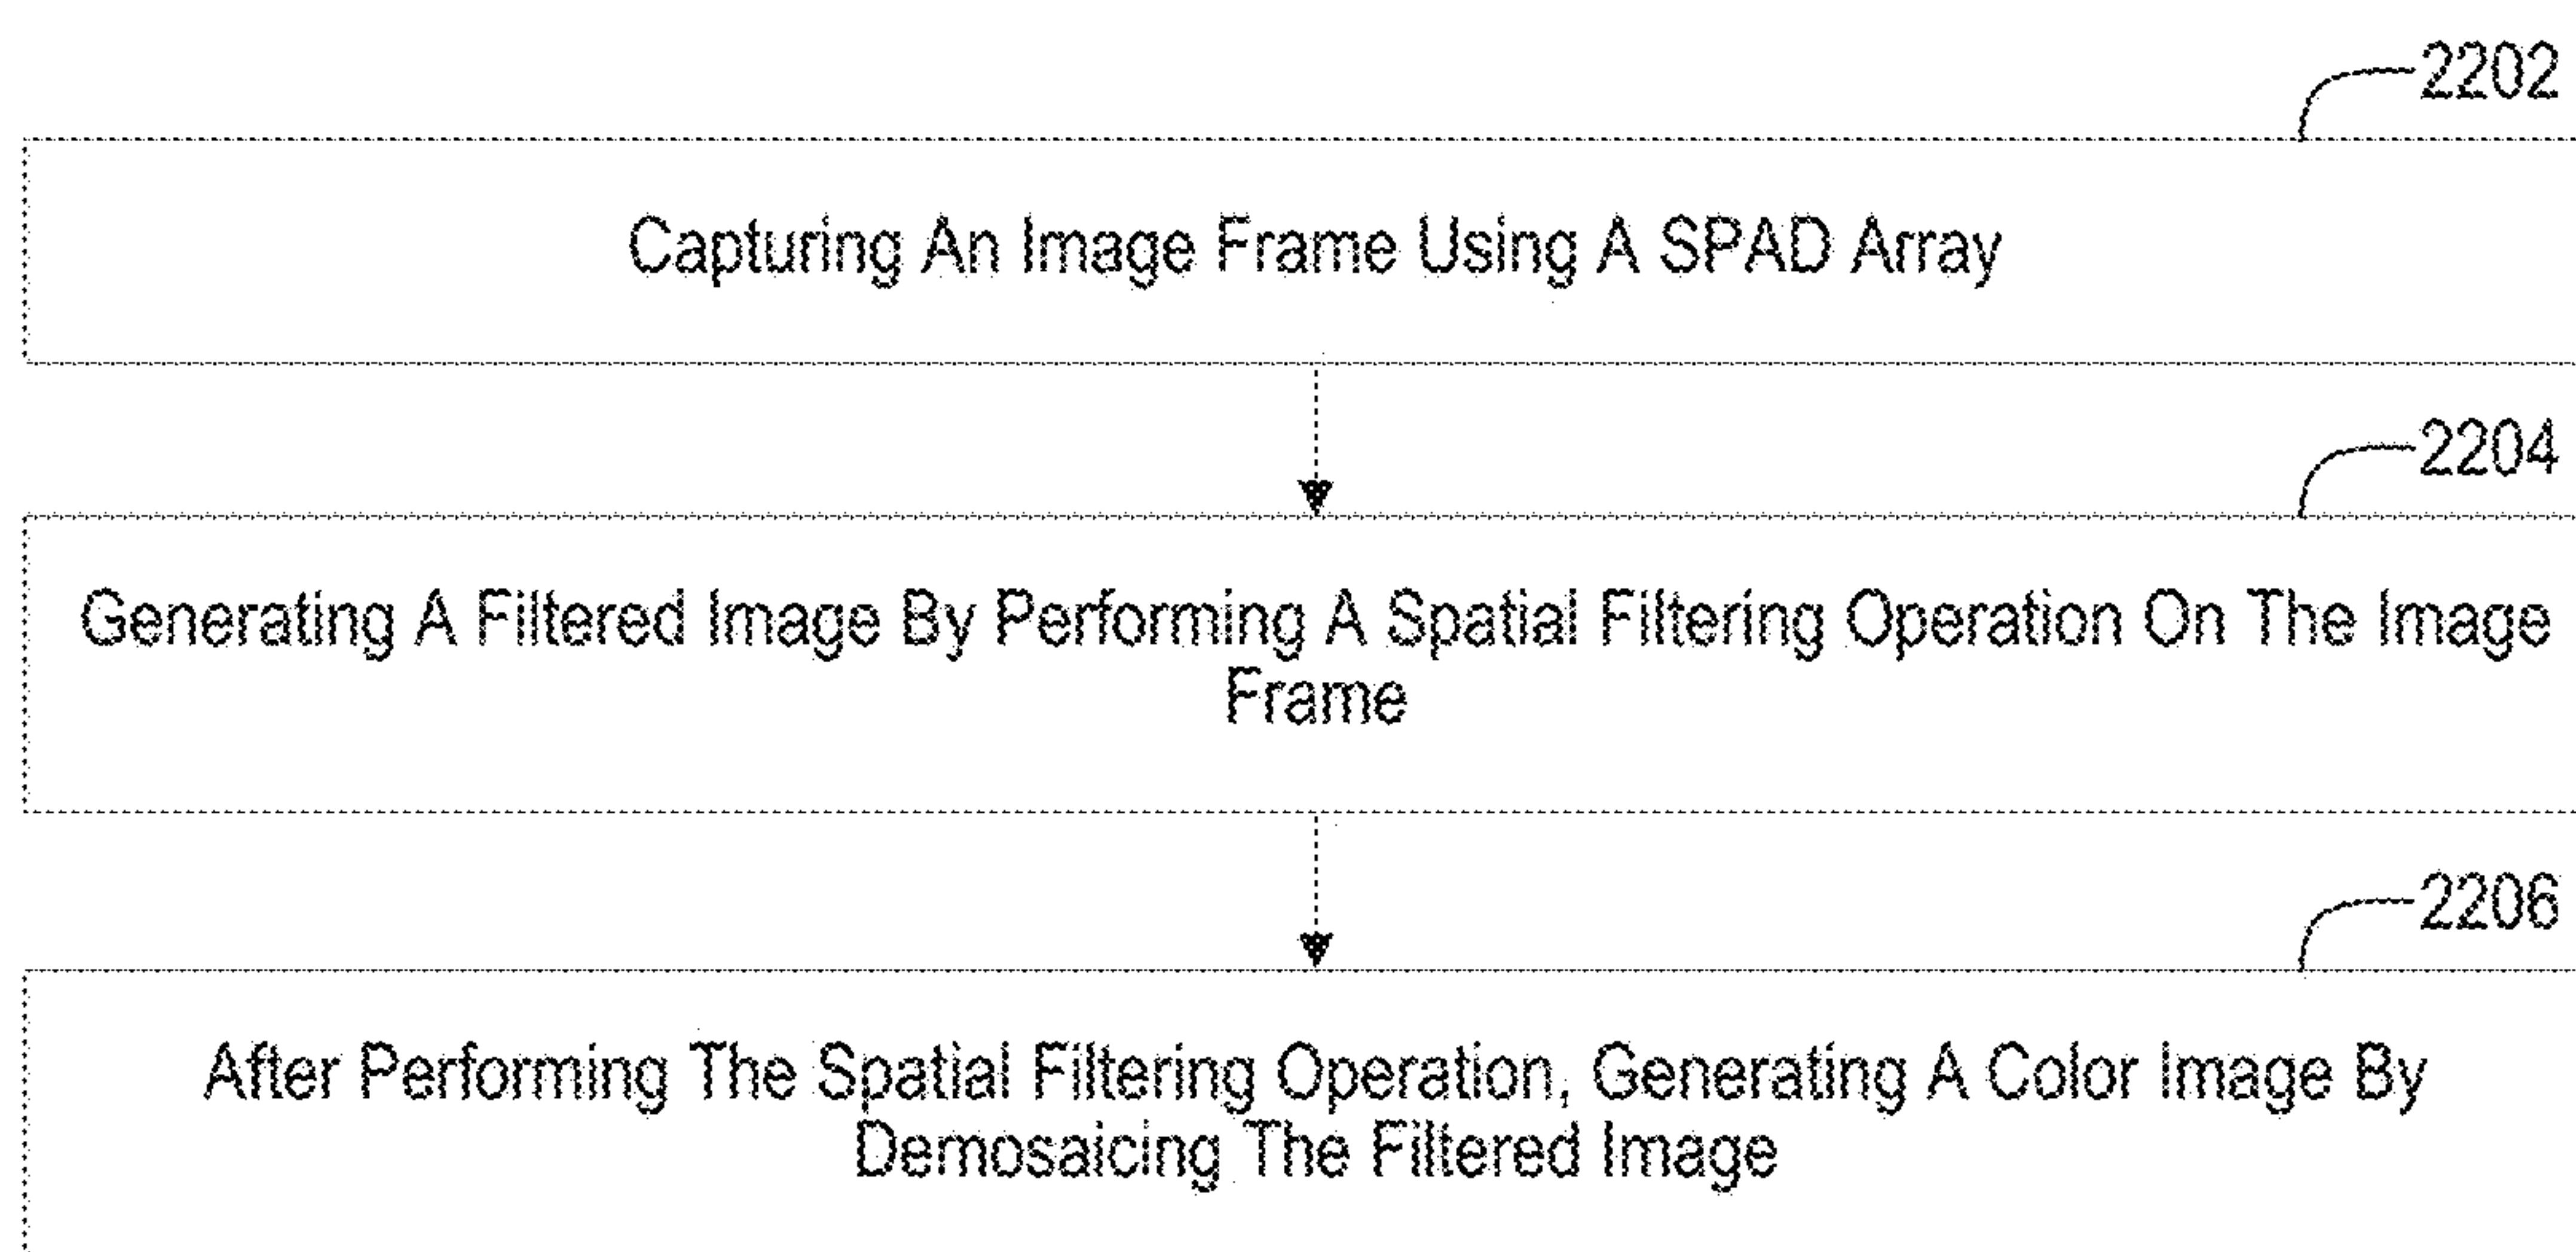 2202
Capturing An Image Frame Using A SPAD Array
2204
Generating A Filtered Image By Performing A Spatial Filtering Operation On The Image
Frame
2206
After Performing The Spatial Filtering Operation, Generating A Color Image By
Demosaicing The Filtered Image